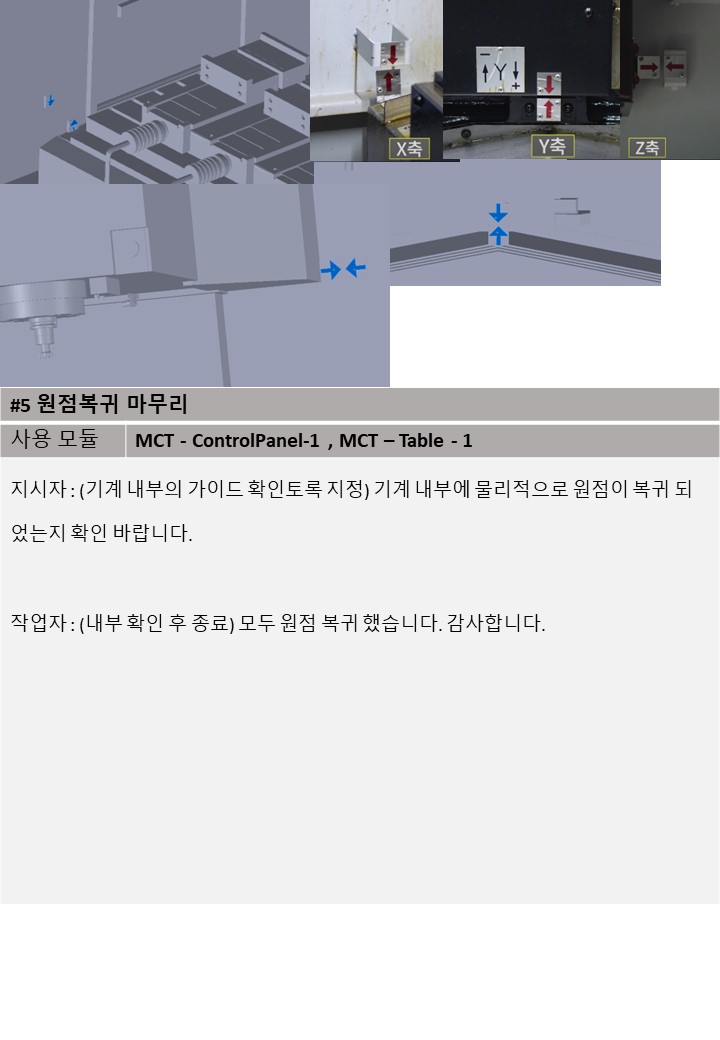 X축
Y축
Z축
−
Y
+
#5 원점복귀 마무리
사용 모듈
MCT - ControlPanel-1 , MCT – Table - 1
지시자 : (기계 내부의 가이드 확인토록 지정) 기계 내부에 물리적으로 원점이 복귀 되
었는지 확인 바랍니다.
작업자 : (내부 확인 후 종료) 모두 원점 복귀 했습니다. 감사합니다.